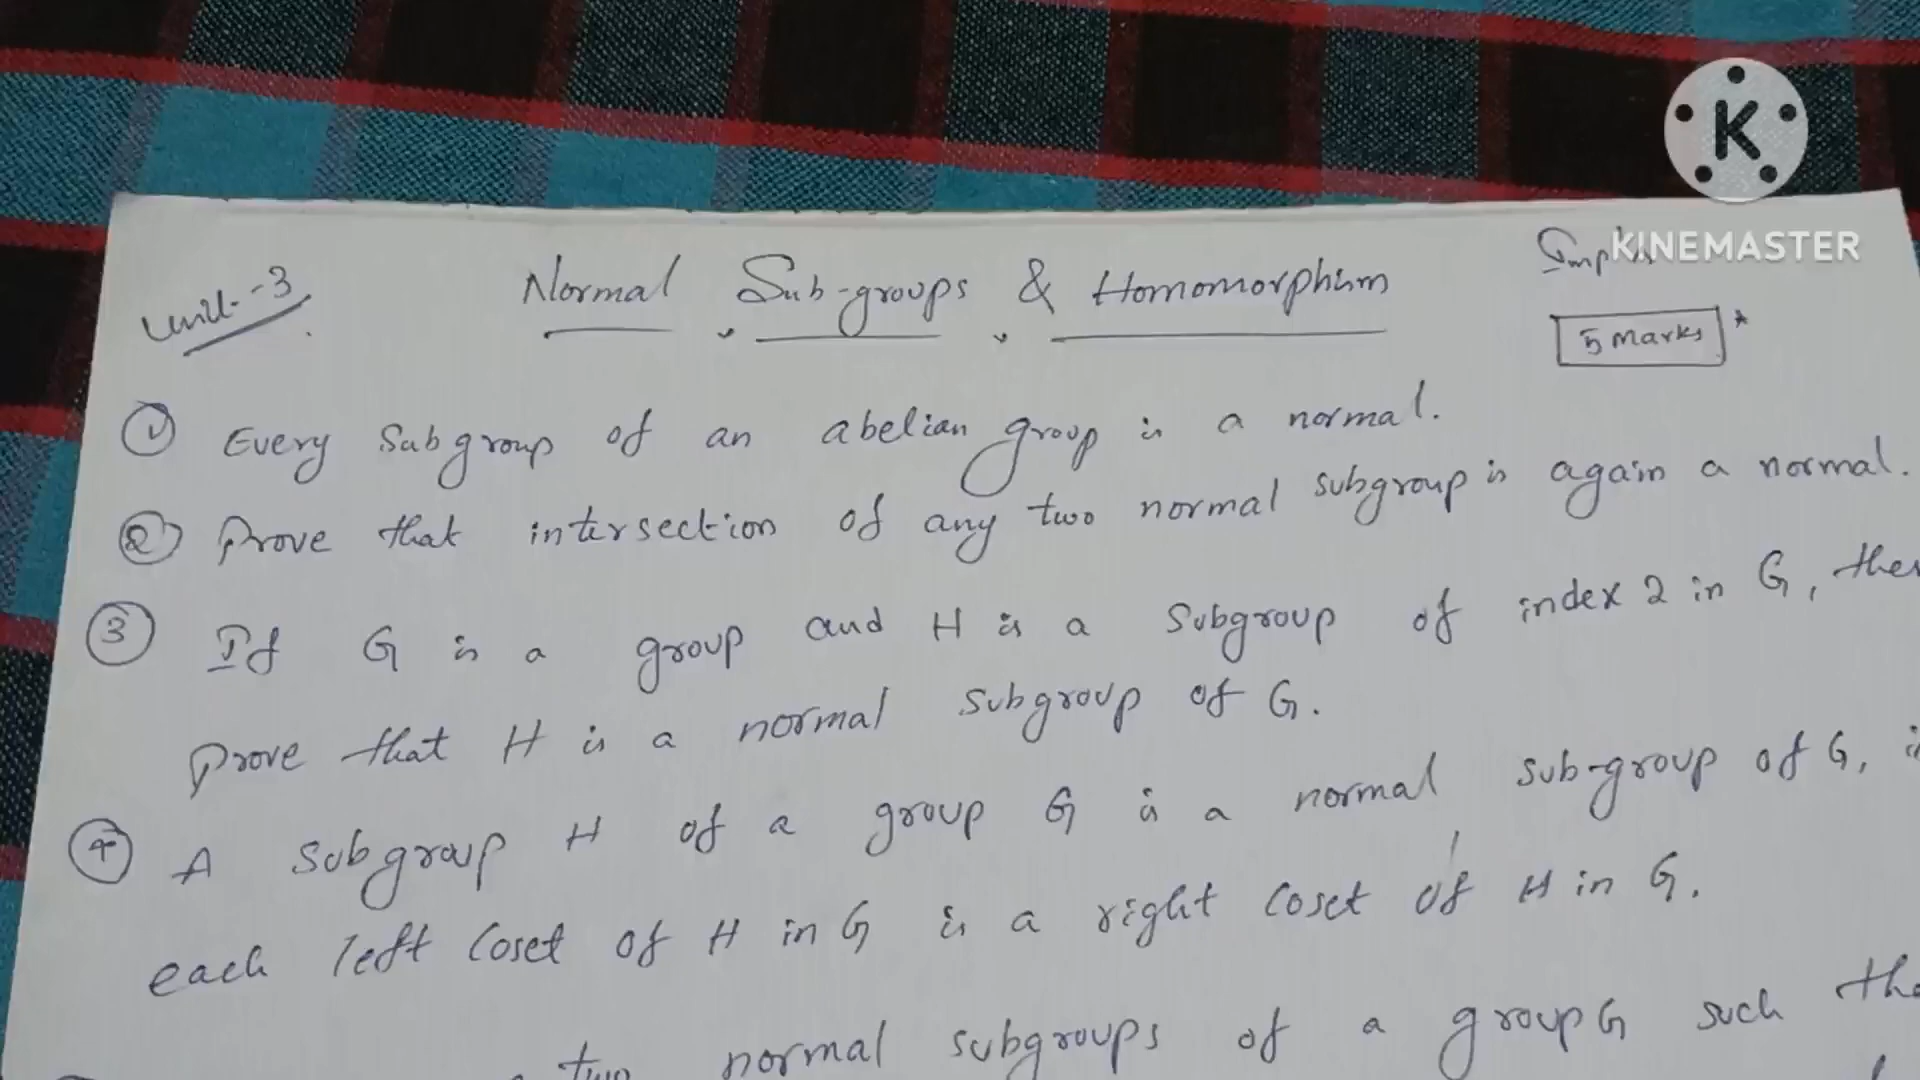 K
KINEMASTER
Unit-3
Normal Sub-groups & Homomorphism
5 Marks *
① Every Subgroup of an abelian group is a normal.
② Prove that intersection of any two normal subgroup is again a normal.
③ If G is a group and H is a Subgroup of index 2 in G, then
Prove that H is a normal subgroup of G.
④ A subgroup H of a group G is a normal sub-group of G,
each left coset of H in G is a right coset of H in G.
two normal subgroups of a group G such